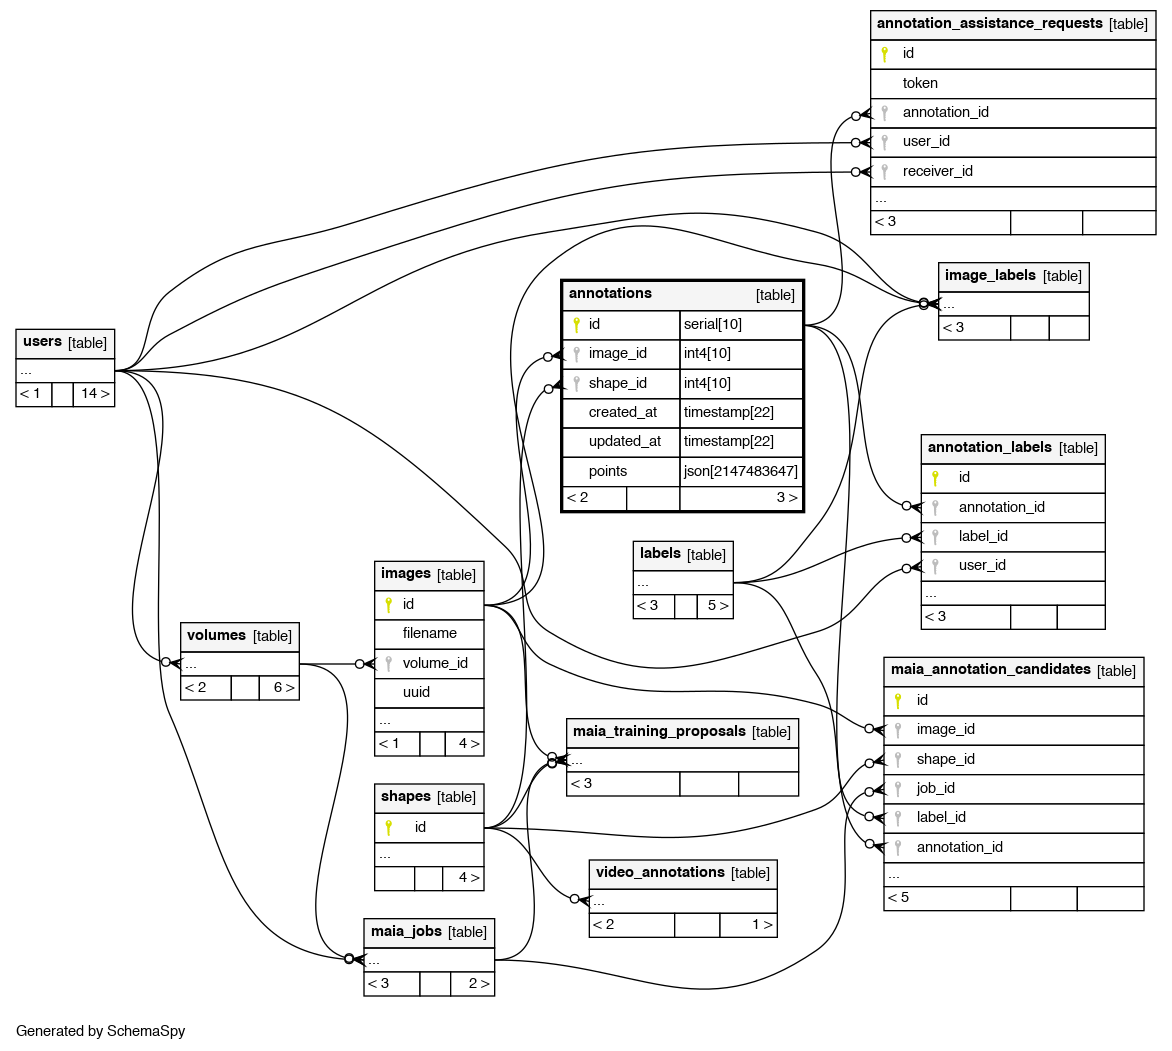 annotation_assistance_requests [table]
id
token
annotation_id
user_id
receiver_id
...
< 3
image_labels [table]
...
< 3
annotations [table]
id serial[10]
image_id int4[10]
shape_id int4[10]
created_at timestamp[22]
updated_at timestamp[22]
points json[2147483647]
< 2 3 >
users [table]
...
< 1 14 >
annotation_labels [table]
id
annotation_id
label_id
user_id
...
< 3
labels [table]
...
< 3 5 >
images [table]
id
filename
volume_id
uuid
...
< 1 4 >
volumes [table]
...
< 2 6 >
maia_annotation_candidates [table]
id
image_id
shape_id
job_id
label_id
annotation_id
...
< 5
maia_training_proposals [table]
...
< 3
shapes [table]
id
...
4 >
video_annotations [table]
...
< 2 1 >
maia_jobs [table]
...
< 3 2 >
Generated by SchemaSpy